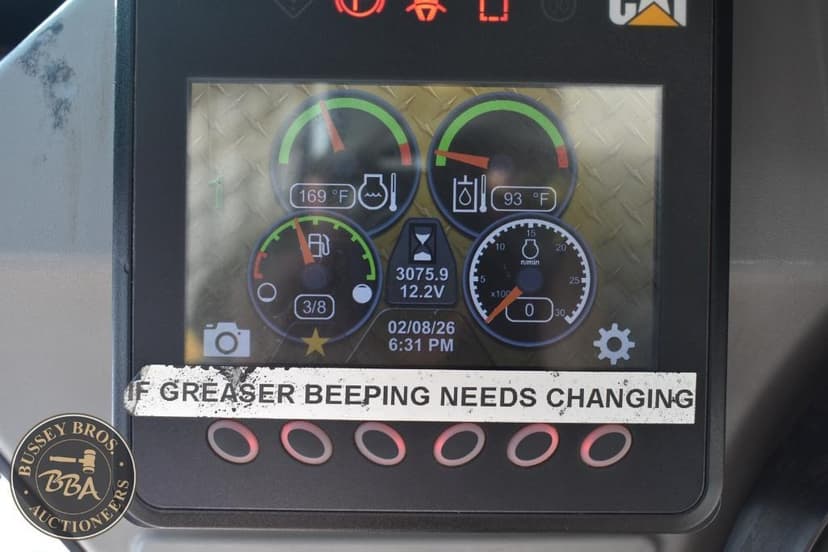 CAT
169 °F
93 °F
15
10
20
n/min
5
25
x100
30
0
3/8
3075.9
12.2V
02/08/26
6:31 PM
IF GREASER BEEPING NEEDS CHANGING
BUSSEY BROS.
BBA
AUCTIONEERS